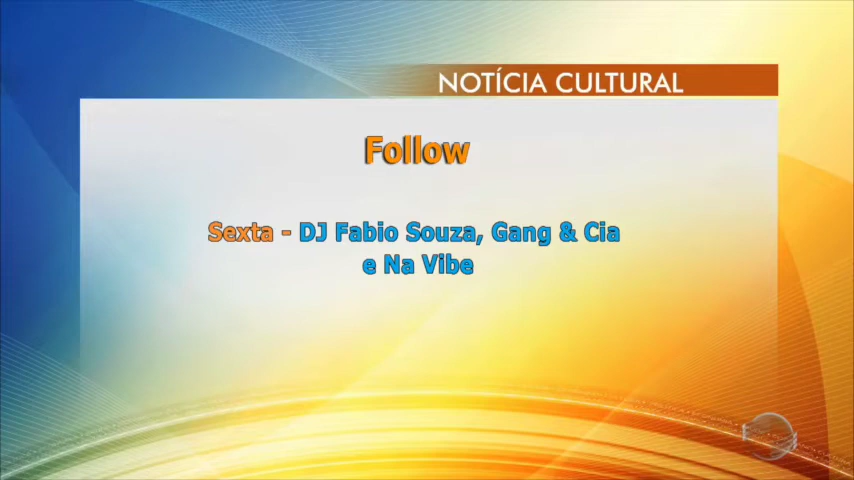 NOTÍCIA CULTURAL
Follow
Sexta - DJ Fabio Souza, Gang & Cia
e Na Vibe